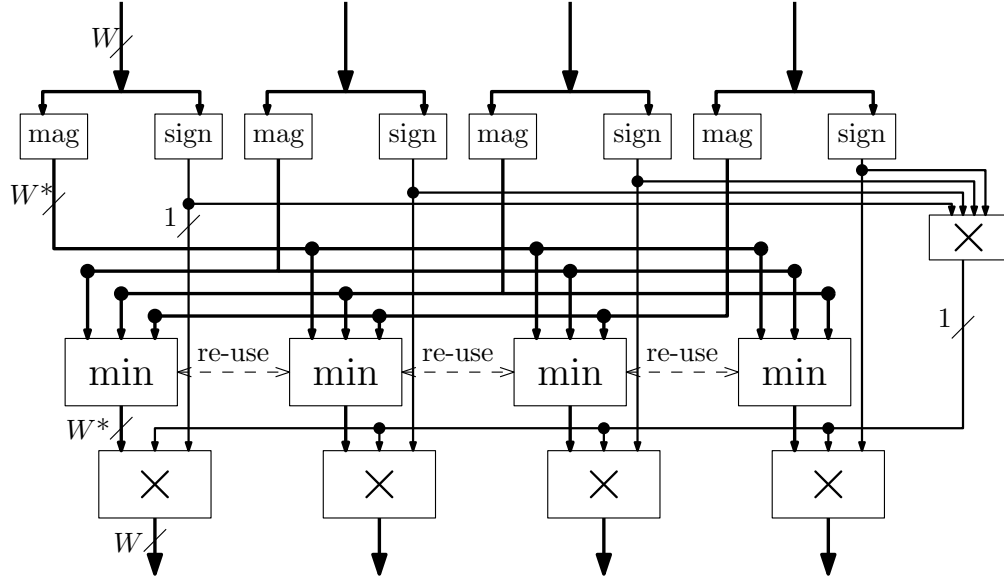 W
mag sign mag sign mag sign mag sign
W*
1
×
1
min re-use min re-use min re-use min
W*
× × × ×
W